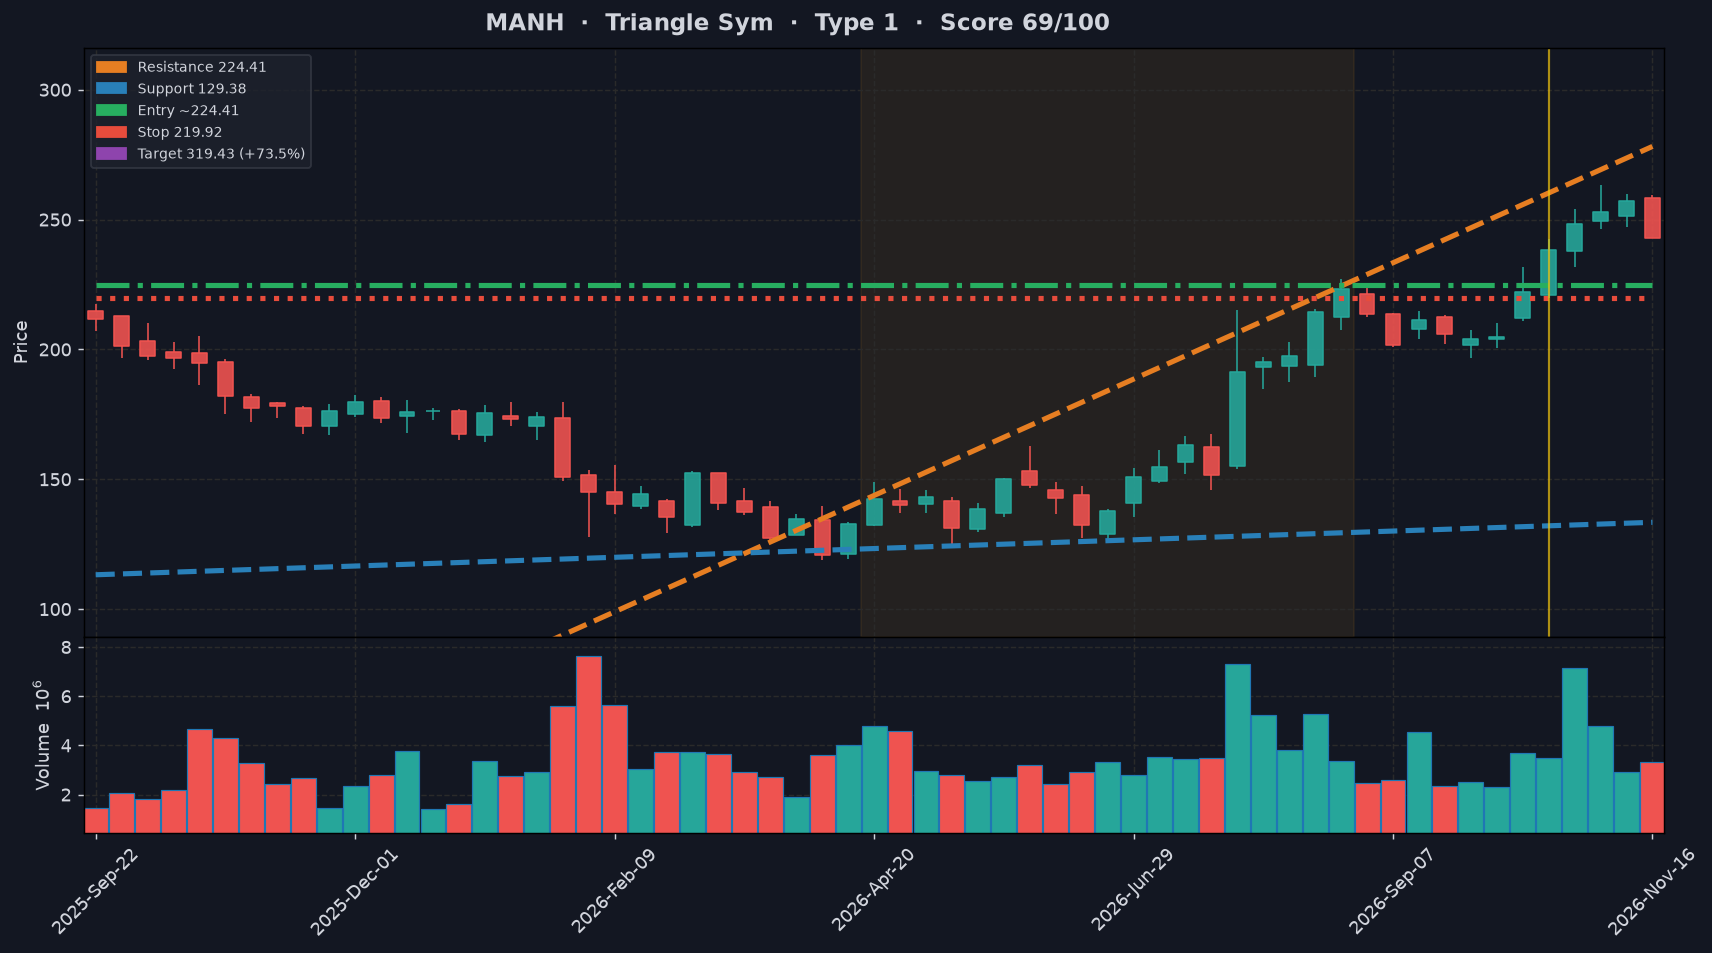 MANH · Triangle Sym · Type 1 · Score 69/100
Resistance 224.41
Support 129.38
Entry ~224.41
Stop 219.92
Target 319.43 (+73.5%)
Price
300
250
200
150
100
Volume 10⁶
8
6
4
2
2025-Sep-22
2025-Dec-01
2026-Feb-09
2026-Apr-20
2026-Jun-29
2026-Sep-07
2026-Nov-16